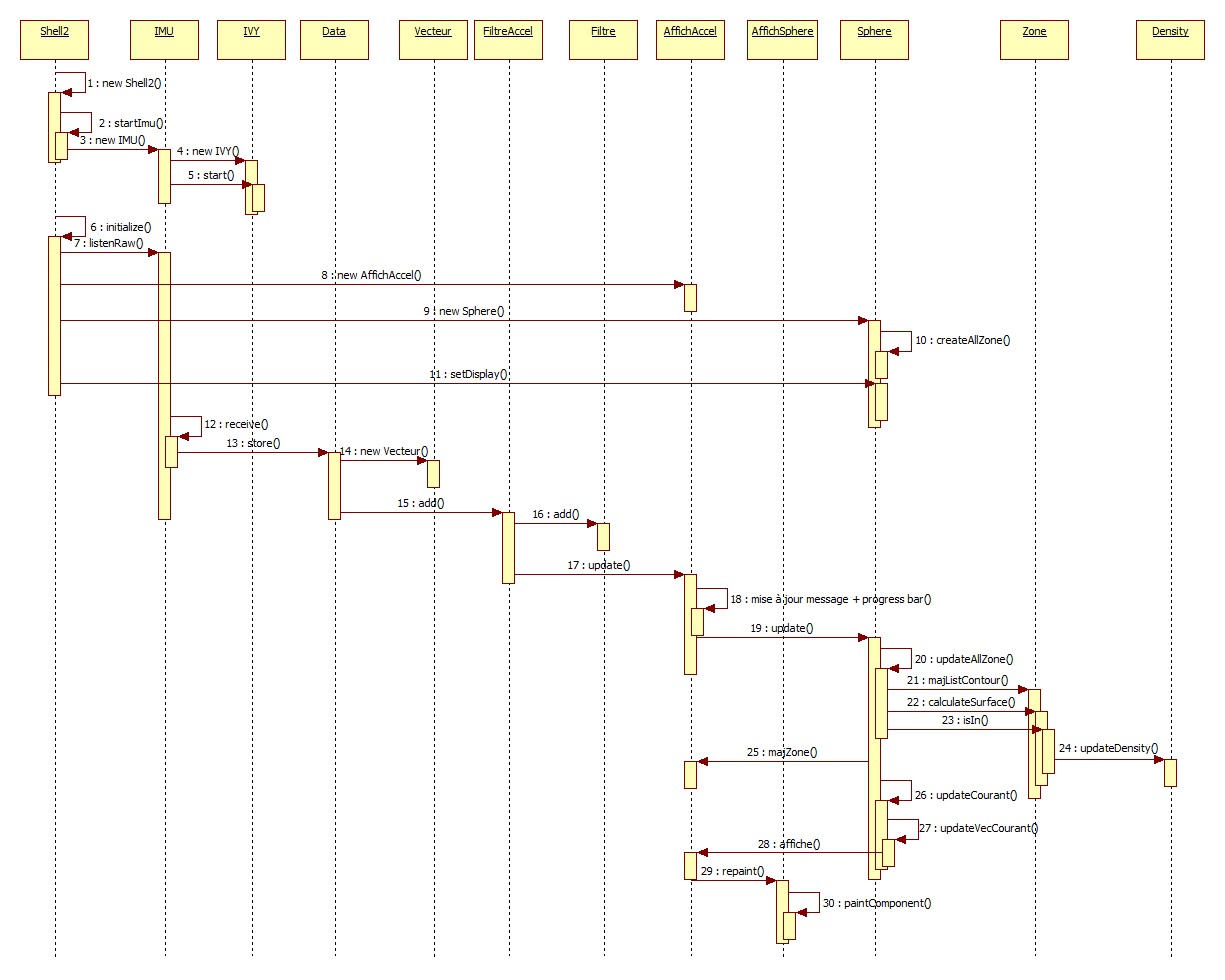 Shell2
IMU
IVY
Data
Vecteur
FiltreAccel
Filtre
AffichAccel
AffichSphere
Sphere
Zone
Density
1 : new Shell2()
2 : startImu()
3 : new IMU()
4 : new IVY()
5 : start()
6 : initialize()
7 : listenRaw()
8 : new AffichAccel()
9 : new Sphere()
10 : createAllZone()
11 : setDisplay()
12 : receive()
13 : store()
14 : new Vecteur()
15 : add()
16 : add()
17 : update()
18 : mise à jour message + progress bar()
19 : update()
20 : updateAllZone()
21 : majListContour()
22 : calculateSurface()
23 : isIn()
24 : updateDensity()
25 : majZone()
26 : updateCourant()
27 : updateVecCourant()
28 : affiche()
29 : repaint()
30 : paintComponent()